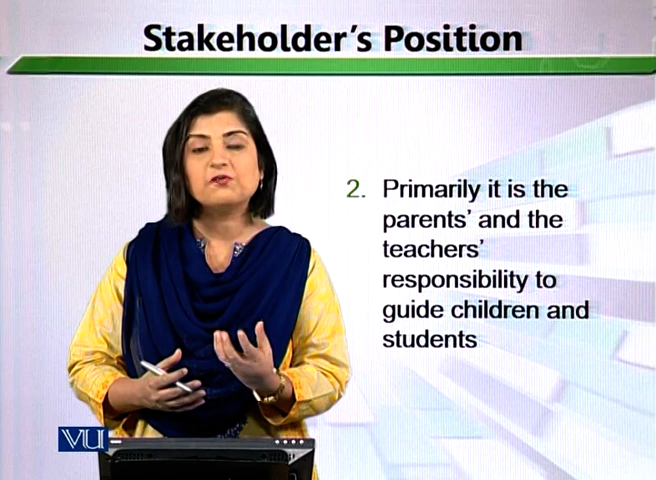 Stakeholder's Position
2. Primarily it is the
parents' and the
teachers'
responsibility to
guide children and
students
VU